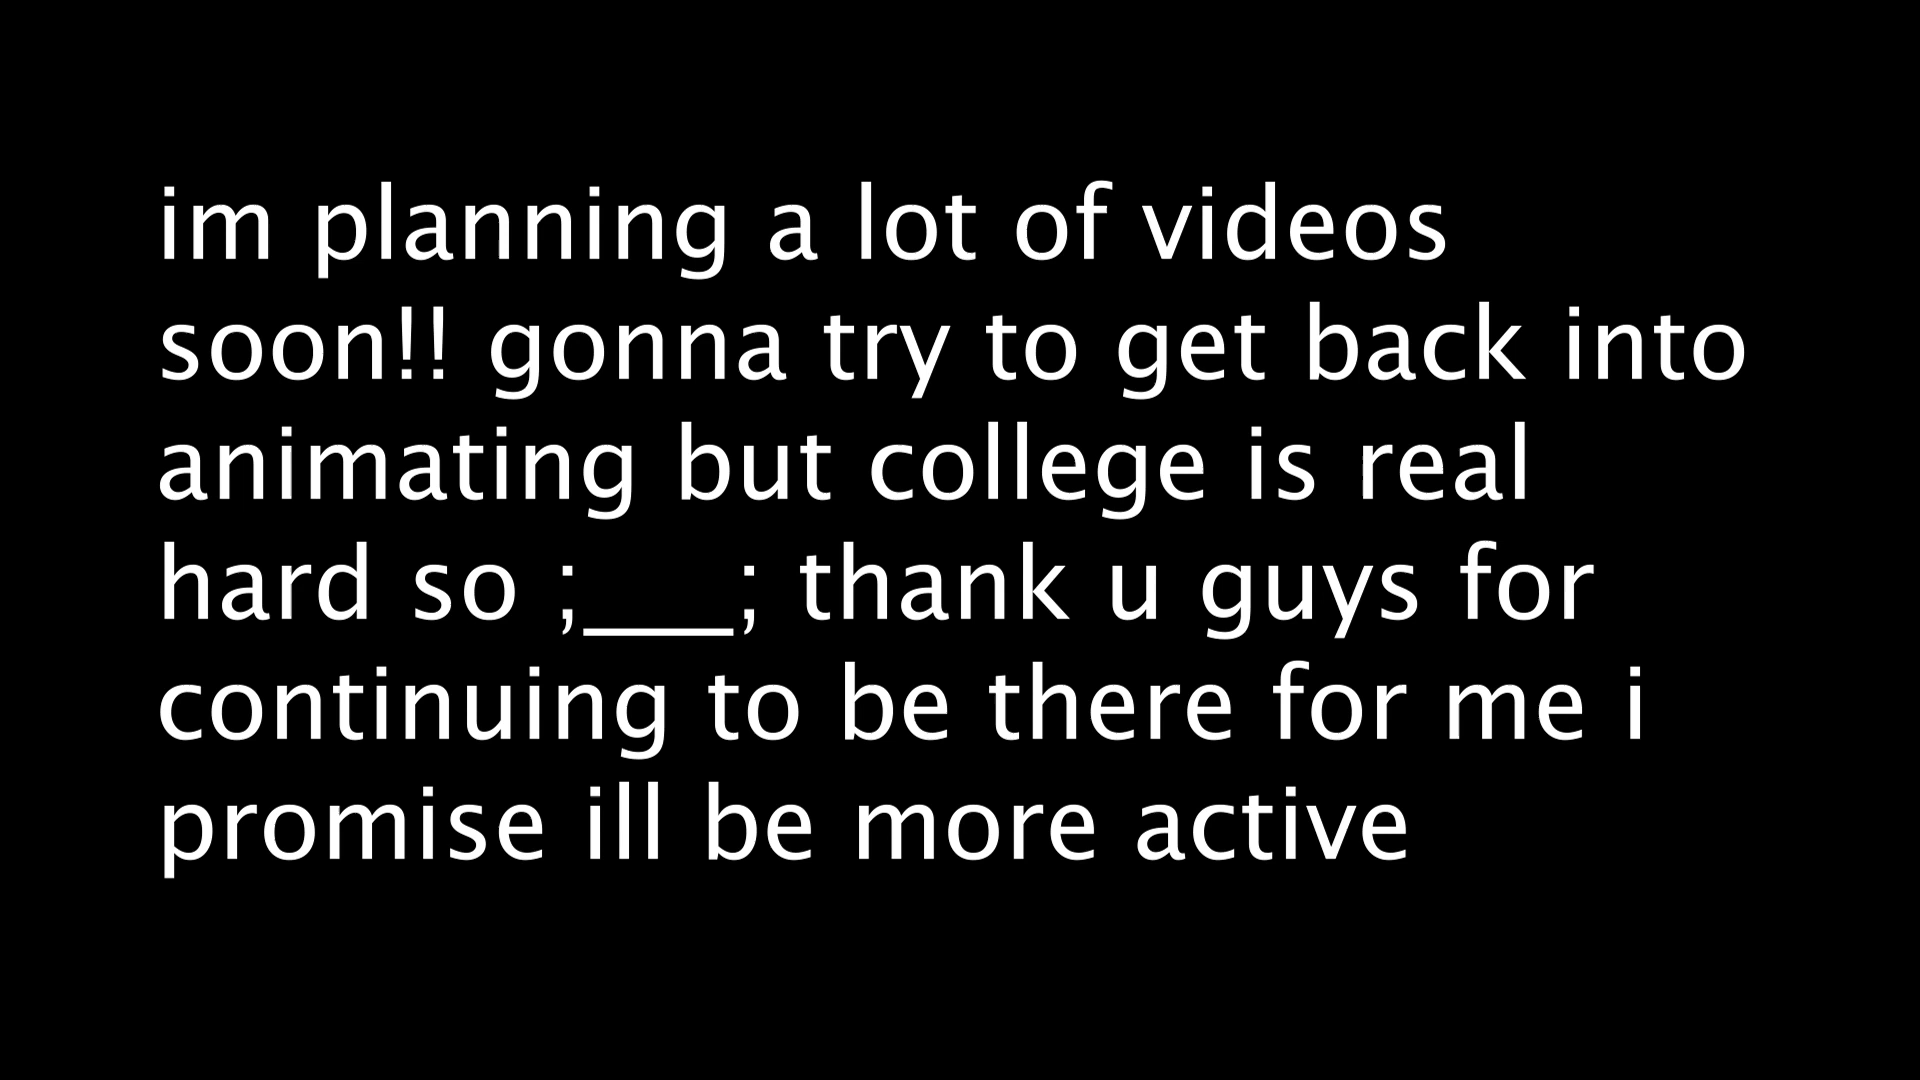 im planning a lot of videos
soon!! gonna try to get back into
animating but college is real
hard so ;___; thank u guys for
continuing to be there for me i
promise ill be more active